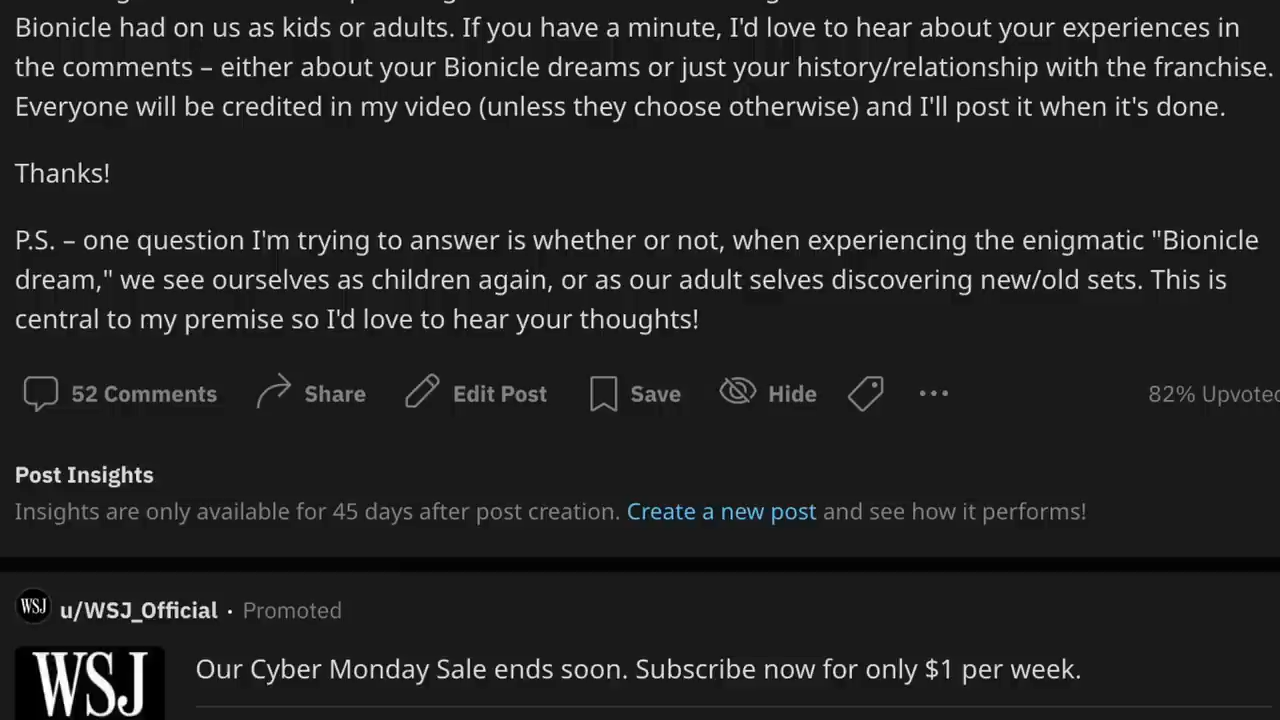 Bionicle had on us as kids or adults. If you have a minute, I'd love to hear about your experiences in
the comments – either about your Bionicle dreams or just your history/relationship with the franchise.
Everyone will be credited in my video (unless they choose otherwise) and I'll post it when it's done.
Thanks!
P.S. – one question I'm trying to answer is whether or not, when experiencing the enigmatic "Bionicle
dream," we see ourselves as children again, or as our adult selves discovering new/old sets. This is
central to my premise so I'd love to hear your thoughts!
52 Comments Share Edit Post Save Hide ••• 82% Upvoted
Post Insights
Insights are only available for 45 days after post creation. Create a new post and see how it performs!
WSJ u/WSJ_Official · Promoted
WSJ Our Cyber Monday Sale ends soon. Subscribe now for only $1 per week.